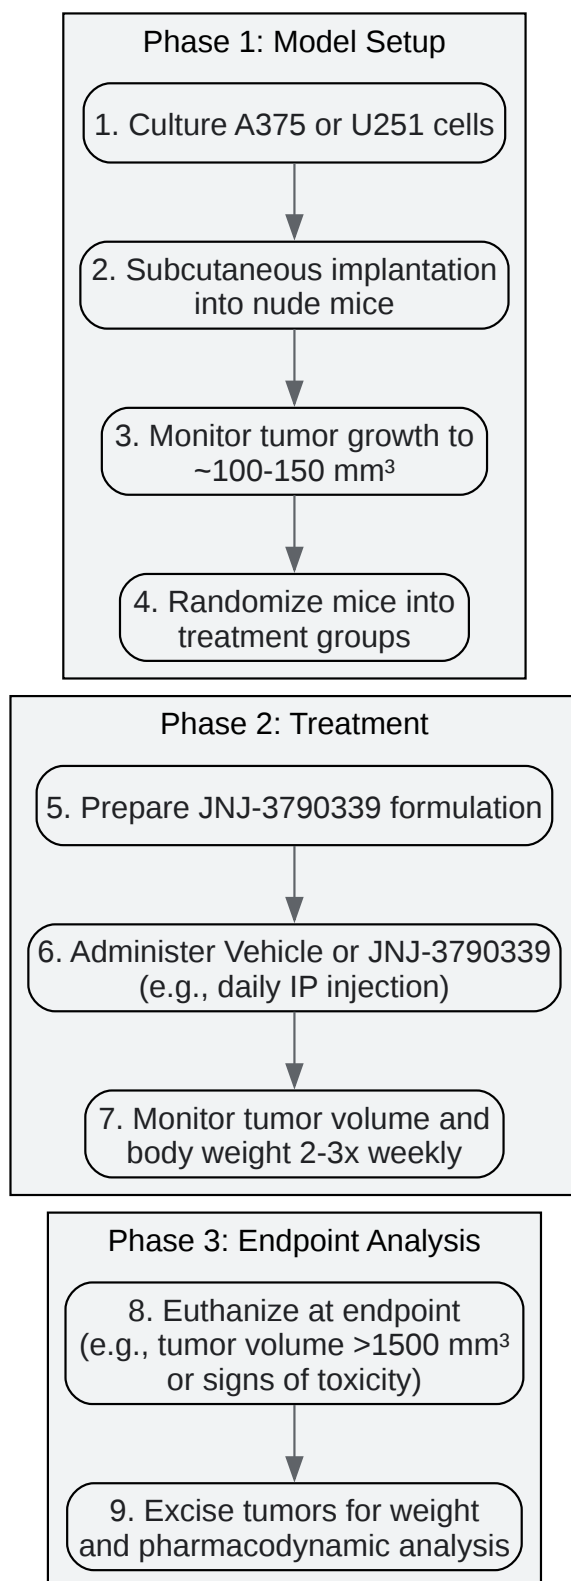 Phase 1: Model Setup
1. Culture A375 or U251 cells
2. Subcutaneous implantation
into nude mice
3. Monitor tumor growth to
~100-150 mm³
4. Randomize mice into
treatment groups
Phase 2: Treatment
5. Prepare JNJ-3790339 formulation
6. Administer Vehicle or JNJ-3790339
(e.g., daily IP injection)
7. Monitor tumor volume and
body weight 2-3x weekly
Phase 3: Endpoint Analysis
8. Euthanize at endpoint
(e.g., tumor volume >1500 mm³
or signs of toxicity)
9. Excise tumors for weight
and pharmacodynamic analysis